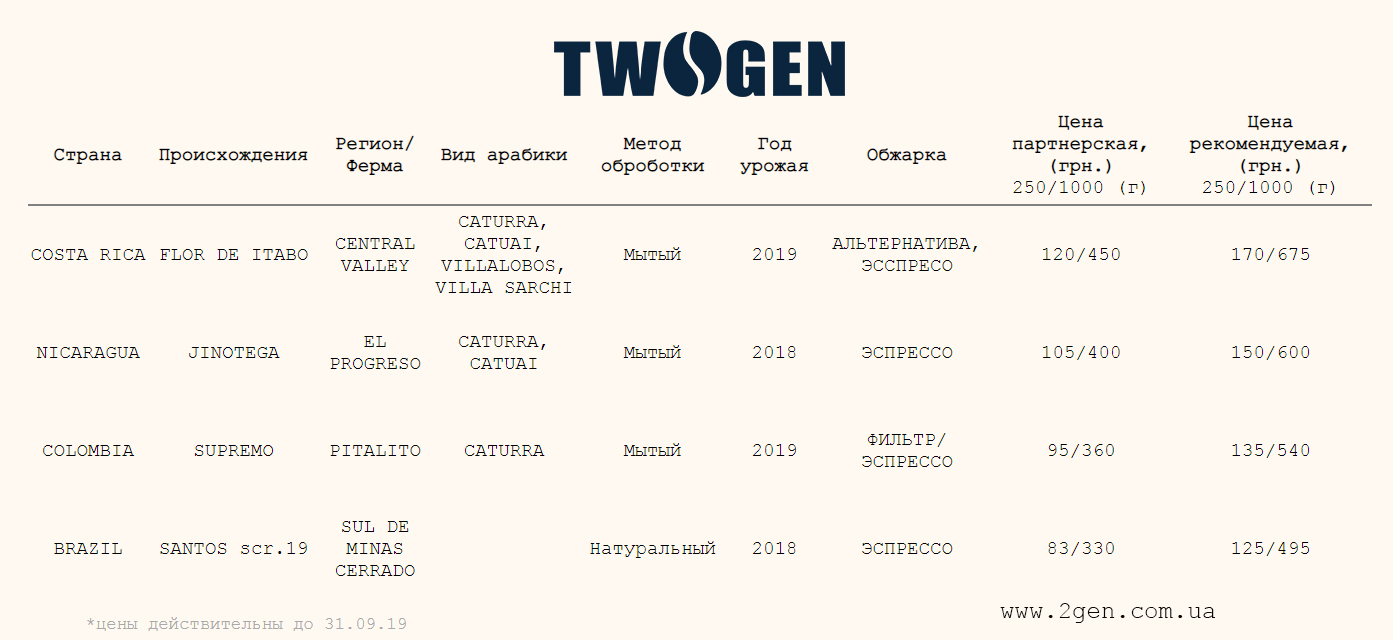 TWOGEN
Страна Происхождения Регион/ Ферма Вид арабики Метод оброботки Год урожая Обжарка Цена партнерская, (грн.) 250/1000 (г) Цена рекомендуемая, (грн.) 250/1000 (г)
COSTA RICA FLOR DE ITABO CENTRAL VALLEY CATURRA, CATUAI, VILLALOBOS, VILLA SARCHI Мытый 2019 АЛЬТЕРНАТИВА, ЭССПРЕСО 120/450 170/675
NICARAGUA JINOTEGA EL PROGRESO CATURRA, CATUAI Мытый 2018 ЭСПРЕССО 105/400 150/600
COLOMBIA SUPREMO PITALITO CATURRA Мытый 2019 ФИЛЬТР/ ЭСПРЕССО 95/360 135/540
BRAZIL SANTOS scr.19 SUL DE MINAS CERRADO Натуральный 2018 ЭСПРЕССО 83/330 125/495
www.2gen.com.ua
*цены действительны до 31.09.19